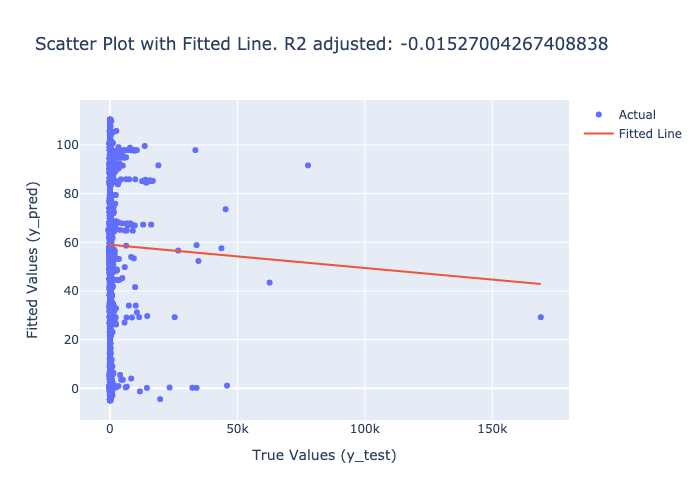 Scatter Plot with Fitted Line. R2 adjusted: -0.01527004267408838
Actual
Fitted Line
100
80
60
40
20
0
Fitted Values (y_pred)
0
50k
100k
150k
True Values (y_test)